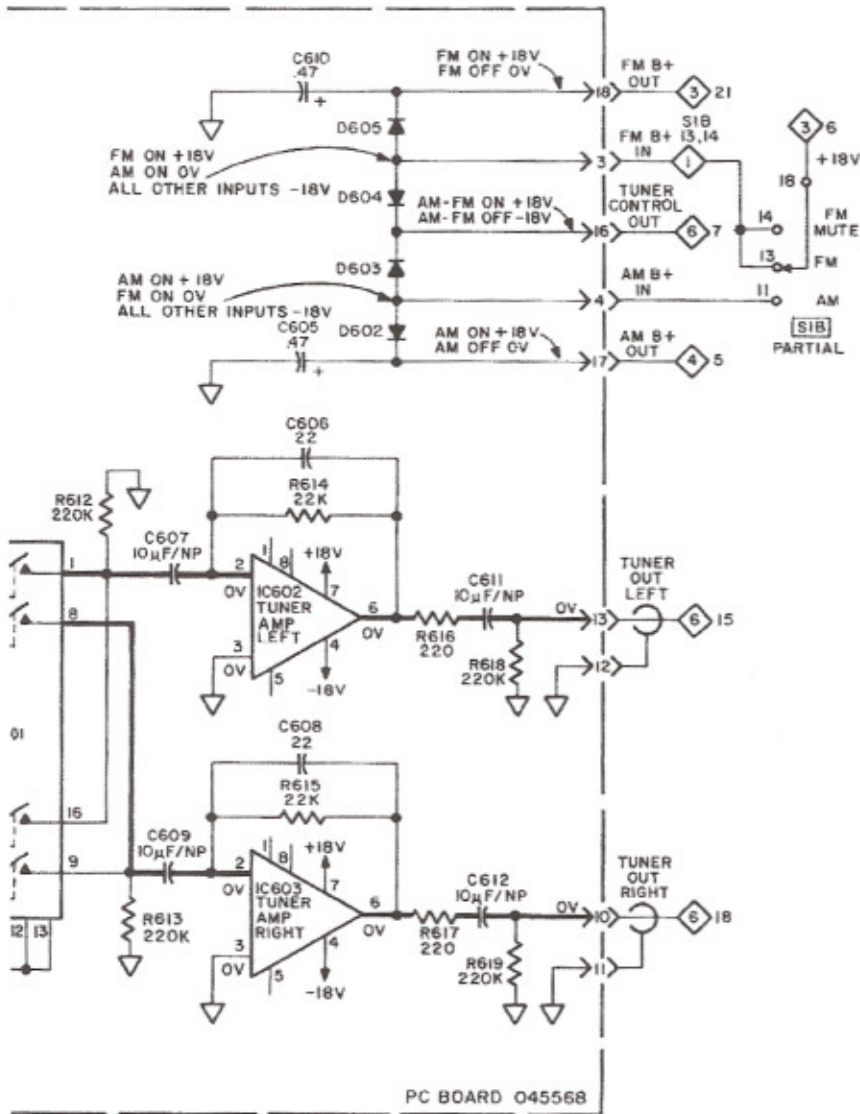 C610
.47
+
FM ON +18V
FM OFF 0V
18
FM B+
OUT
3
21
D605
FM ON +18V
AM ON 0V
ALL OTHER INPUTS -18V
3
FM B+
IN
S1B
13,14
1
3
6
+18V
18
D604
AM-FM ON +18V
AM-FM OFF-18V
16
TUNER
CONTROL
OUT
6
7
14
FM
MUTE
13
FM
D603
AM ON +18V
FM ON 0V
ALL OTHER INPUTS -18V
4
AM B+
IN
11
AM
S1B
PARTIAL
C605
.47
+
D602
AM ON +18V
AM OFF 0V
17
AM B+
OUT
4
5
C606
22
R614
22K
R612
220K
C607
10µF/NP
1
8
2
0V
1
8
+18V
7
IC602
TUNER
AMP
LEFT
6
0V
3
0V
4
5
-18V
R616
220
C611
10µF/NP
0V
13
TUNER
OUT
LEFT
6
15
R618
220K
12
01
C608
22
R615
22K
16
9
C609
10µF/NP
2
0V
1
8
+18V
7
IC603
TUNER
AMP
RIGHT
6
0V
3
0V
4
5
-18V
R617
220
C612
10µF/NP
0V
10
TUNER
OUT
RIGHT
6
18
R619
220K
11
12
13
R613
220K
PC BOARD 045568